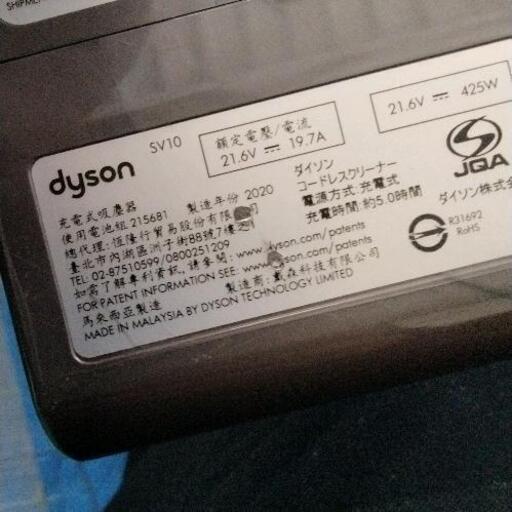 SHIPME
dyson
SV10
額定電壓/電流
21.6V ⎓ 19.7A
21.6V ⎓ 425W
充電式吸塵器
使用電池組 215681 製造年份 2020
總代理: 恆隆行貿易股份有限 司
臺北市內湖區洲子街88號7樓
TEL: 02-87510599/0800251209
如需了解專利資訊, 請參閱: www.dyson.com/patents
FOR PATENT INFORMATION SEE: www.dyson.com/patents
製造商: 戴森科技有限公司
馬來西亞製造
MADE IN MALAYSIA BY DYSON TECHNOLOGY LIMITED
ダイソン
コードレスクリーナー
電源方式: 充電式
充電時間: 約5.0時間
JQA
ダイソン株式
R31692
RoHS